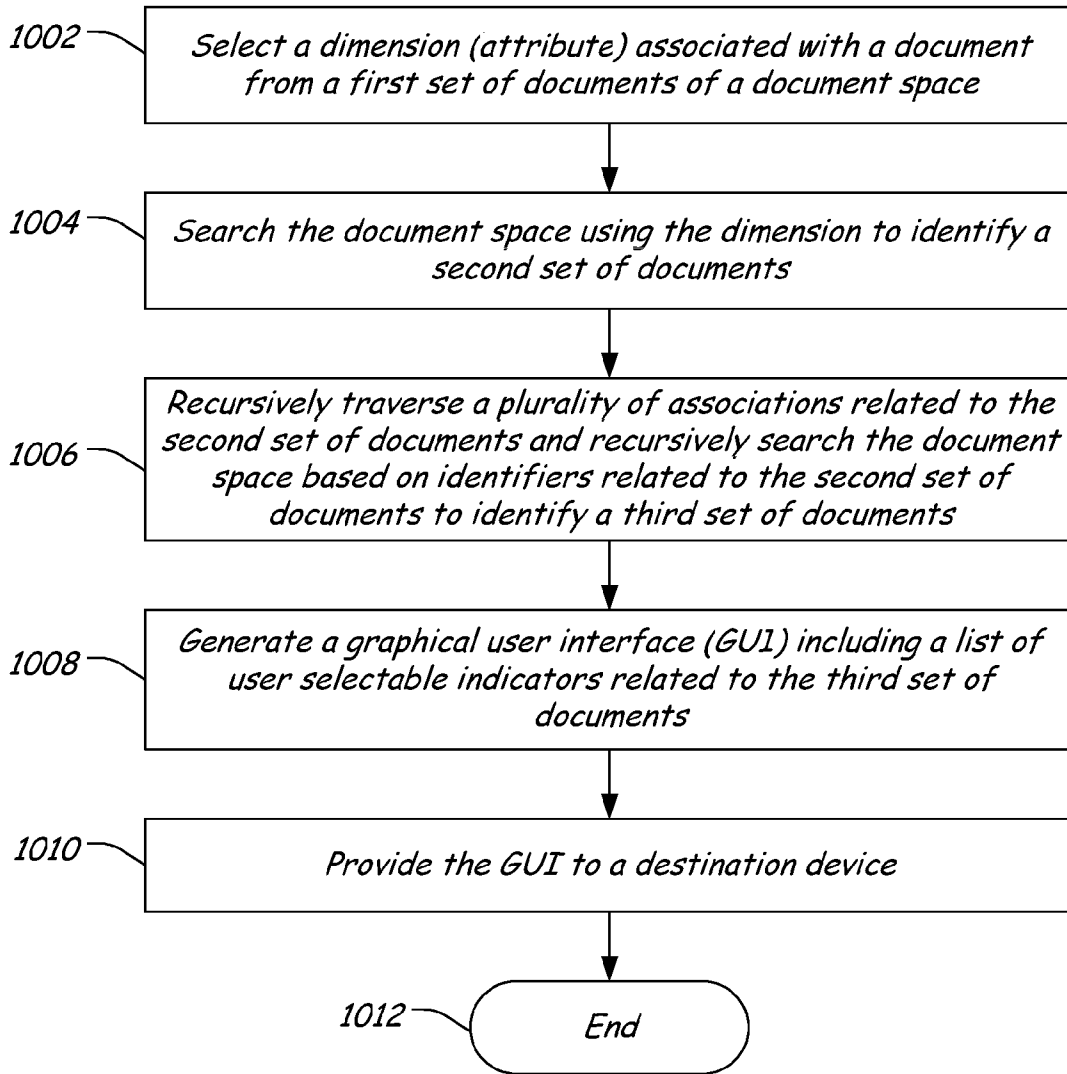 1002
Select a dimension (attribute) associated with a document
from a first set of documents of a document space
1004
Search the document space using the dimension to identify a
second set of documents
1006
Recursively traverse a plurality of associations related to the
second set of documents and recursively search the document
space based on identifiers related to the second set of
documents to identify a third set of documents
1008
Generate a graphical user interface (GUI) including a list of
user selectable indicators related to the third set of
documents
1010
Provide the GUI to a destination device
1012
End